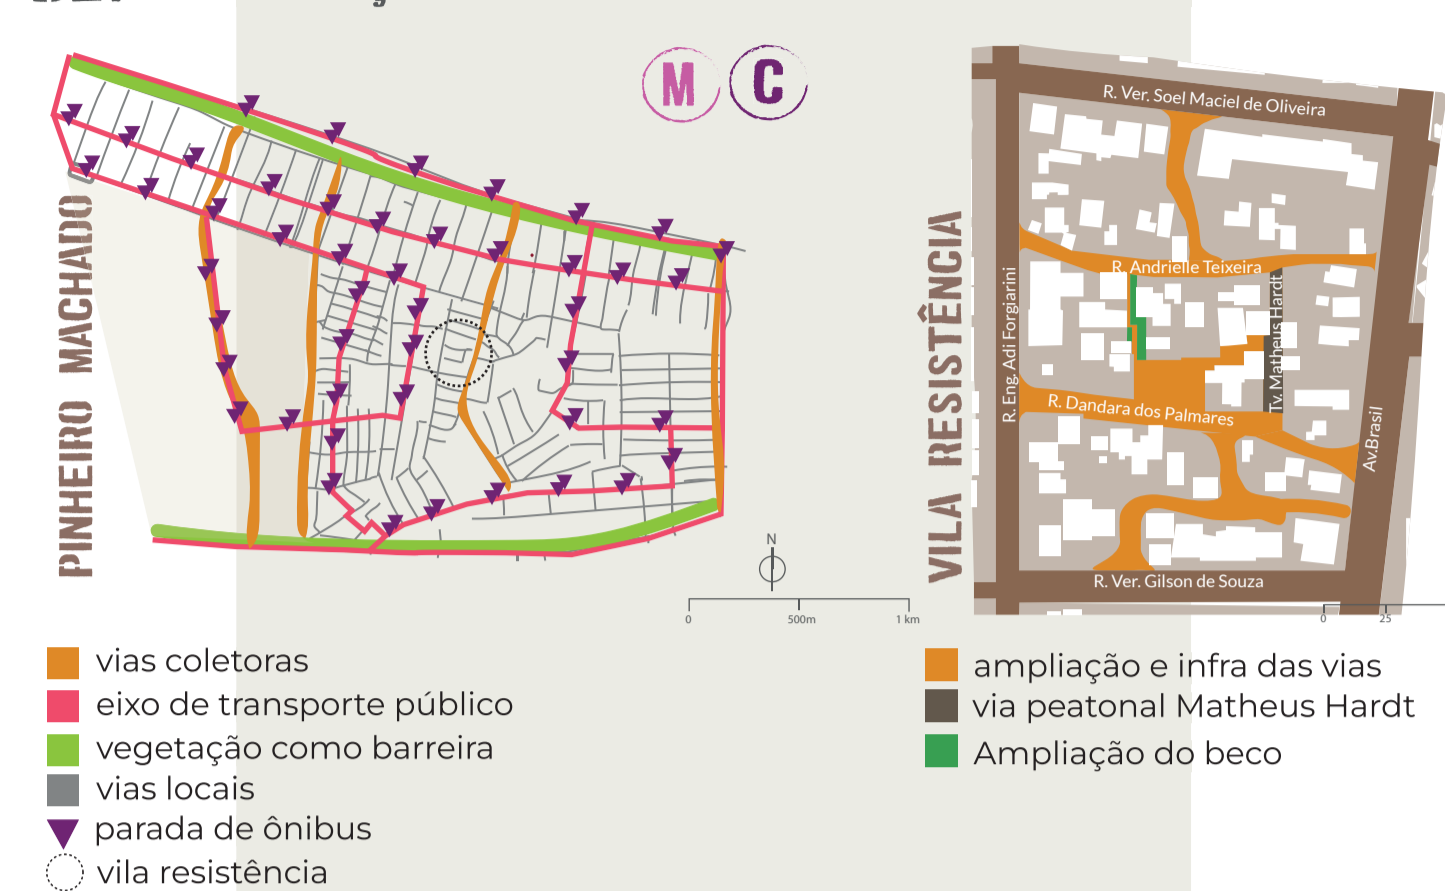 M C
PINHEIRO MACHADO
N
0 500m 1 km
vias coletoras
eixo de transporte público
vegetação como barreira
vias locais
parada de ônibus
vila resistência
VILA RESISTÊNCIA
R. Ver. Soel Maciel de Oliveira
R. Andrielle Teixeira
R. Eng. Adi Forgiarini
Tv. Matheus Hardt
R. Dandara dos Palmares
Av.Brasil
R. Ver. Gilson de Souza
0 25
ampliação e infra das vias
via peatonal Matheus Hardt
Ampliação do beco